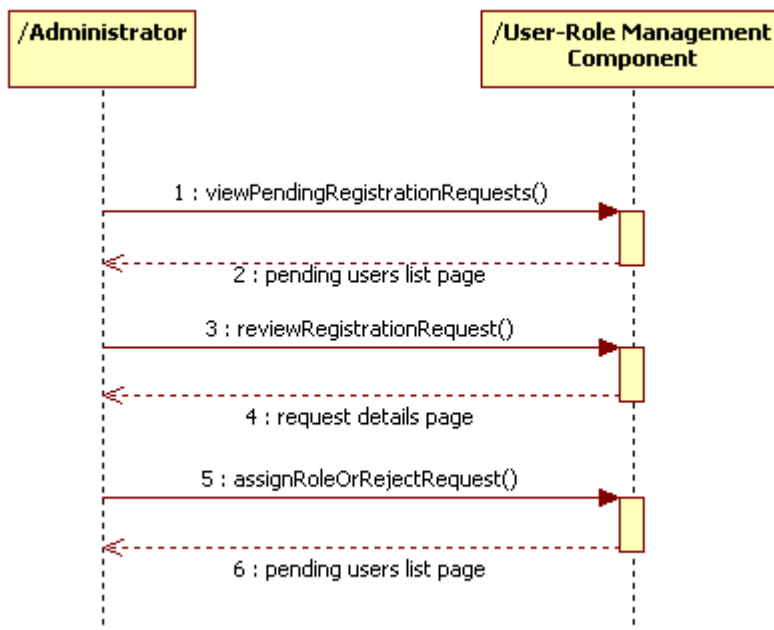 /Administrator
/User-Role Management
Component
1 : viewPendingRegistrationRequests()
2 : pending users list page
3 : reviewRegistrationRequest()
4 : request details page
5 : assignRoleOrRejectRequest()
6 : pending users list page